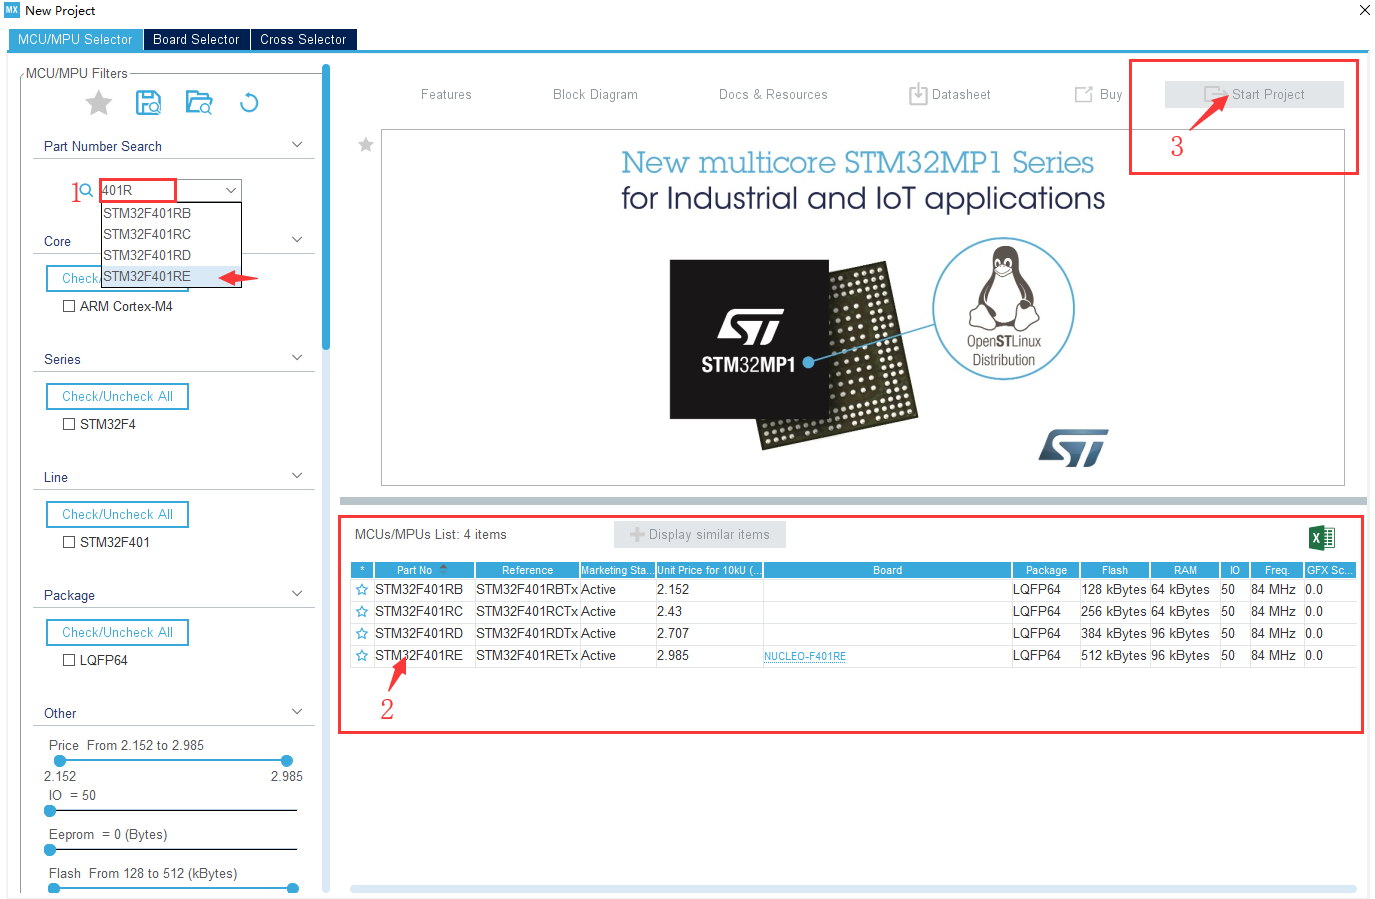 MX New Project
MCU/MPU Selector Board Selector Cross Selector
MCU/MPU Filters
Part Number Search
1 401R
STM32F401RB
STM32F401RC
STM32F401RD
STM32F401RE
Core
Check/
ARM Cortex-M4
Series
Check/Uncheck All
STM32F4
Line
Check/Uncheck All
STM32F401
Package
Check/Uncheck All
LQFP64
Other
Price From 2.152 to 2.985
2.152 2.985
IO = 50
Eeprom = 0 (Bytes)
Flash From 128 to 512 (kBytes)
Features Block Diagram Docs & Resources Datasheet Buy Start Project
3
New multicore STM32MP1 Series
for Industrial and IoT applications
ST
STM32MP1
OpenSTLinux
Distribution
ST
MCUs/MPUs List: 4 items Display similar items X
* Part No Reference Marketing Sta... Unit Price for 10kU (... Board Package Flash RAM IO Freq. GFX Sc...
STM32F401RB STM32F401RBTx Active 2.152 LQFP64 128 kBytes 64 kBytes 50 84 MHz 0.0
STM32F401RC STM32F401RCTx Active 2.43 LQFP64 256 kBytes 64 kBytes 50 84 MHz 0.0
STM32F401RD STM32F401RDTx Active 2.707 LQFP64 384 kBytes 96 kBytes 50 84 MHz 0.0
STM32F401RE STM32F401RETx Active 2.985 NUCLEO-F401RE LQFP64 512 kBytes 96 kBytes 50 84 MHz 0.0
2